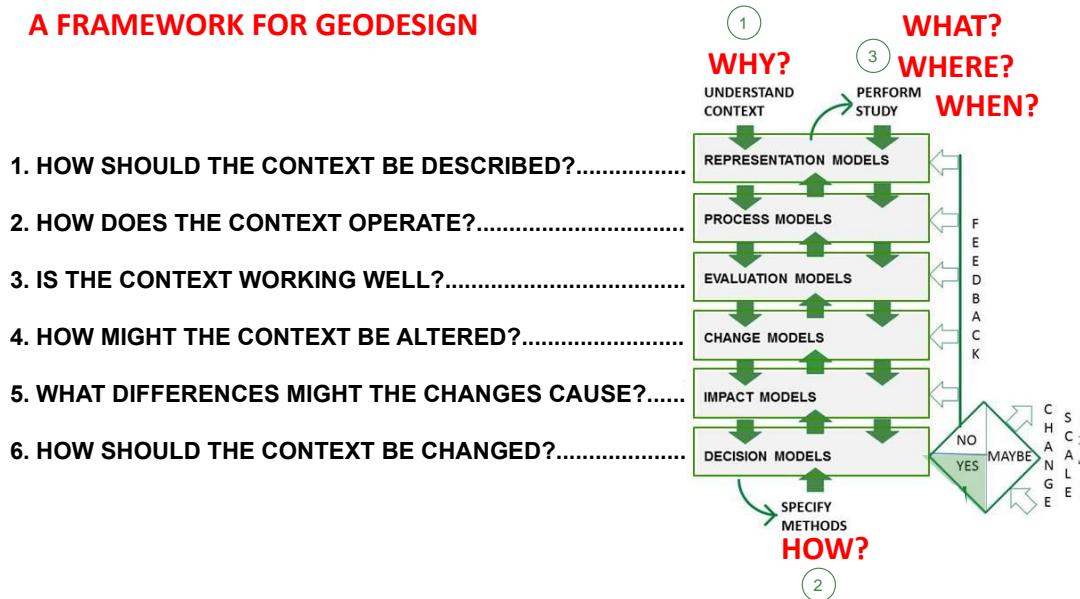 A FRAMEWORK FOR GEODESIGN
1
WHY?
UNDERSTAND
CONTEXT
3
WHAT?
WHERE?
WHEN?
PERFORM
STUDY
1. HOW SHOULD THE CONTEXT BE DESCRIBED?.................
REPRESENTATION MODELS
2. HOW DOES THE CONTEXT OPERATE?................................
PROCESS MODELS
3. IS THE CONTEXT WORKING WELL?.....................................
EVALUATION MODELS
4. HOW MIGHT THE CONTEXT BE ALTERED?.........................
CHANGE MODELS
5. WHAT DIFFERENCES MIGHT THE CHANGES CAUSE?......
IMPACT MODELS
6. HOW SHOULD THE CONTEXT BE CHANGED?....................
DECISION MODELS
FEEDBACK
NO
YES
MAYBE
CHANGE
SCALE
SPECIFY
METHODS
HOW?
2